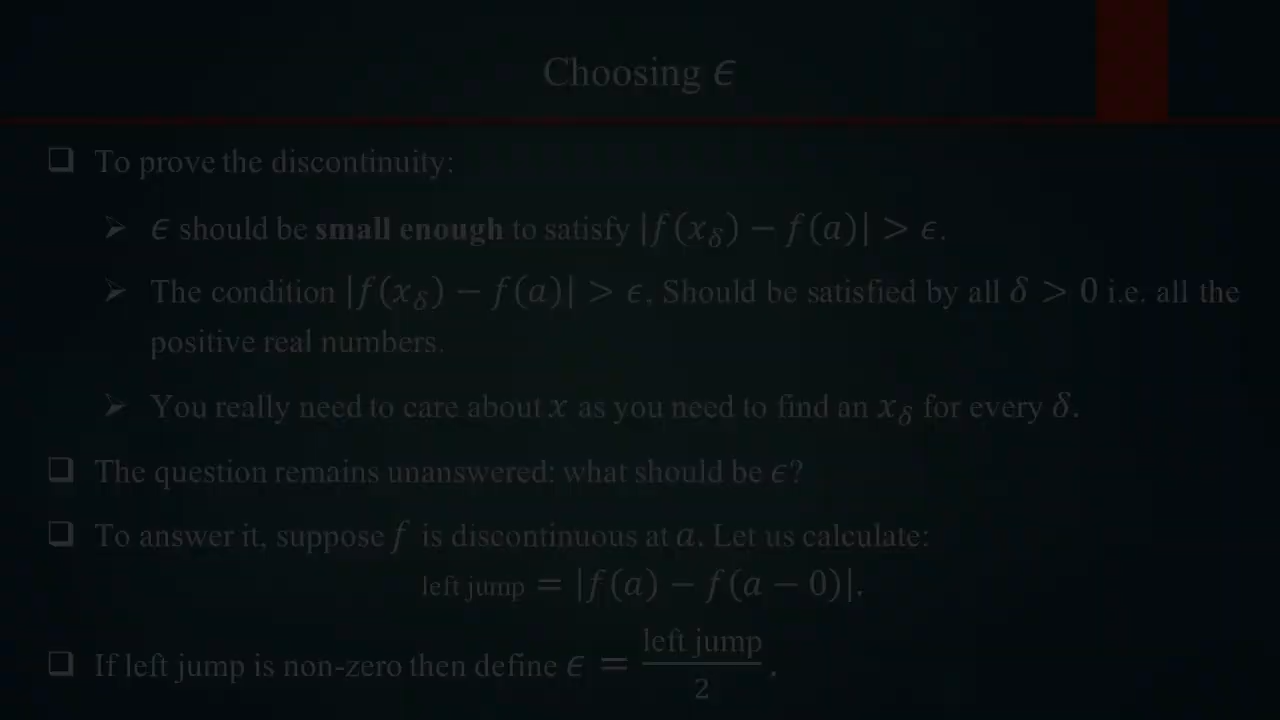 Choosing ϵ
❑ To prove the discontinuity:
➢ ϵ should be small enough to satisfy |f(x_δ) − f(a)| > ϵ.
➢ The condition |f(x_δ) − f(a)| > ϵ. Should be satisfied by all δ > 0 i.e. all the
positive real numbers.
➢ You really need to care about x as you need to find an x_δ for every δ.
❑ The question remains unanswered: what should be ϵ?
❑ To answer it, suppose f is discontinuous at a. Let us calculate:
left jump = |f(a) − f(a − 0)|.
❑ If left jump is non-zero then define ϵ = left jump / 2 .